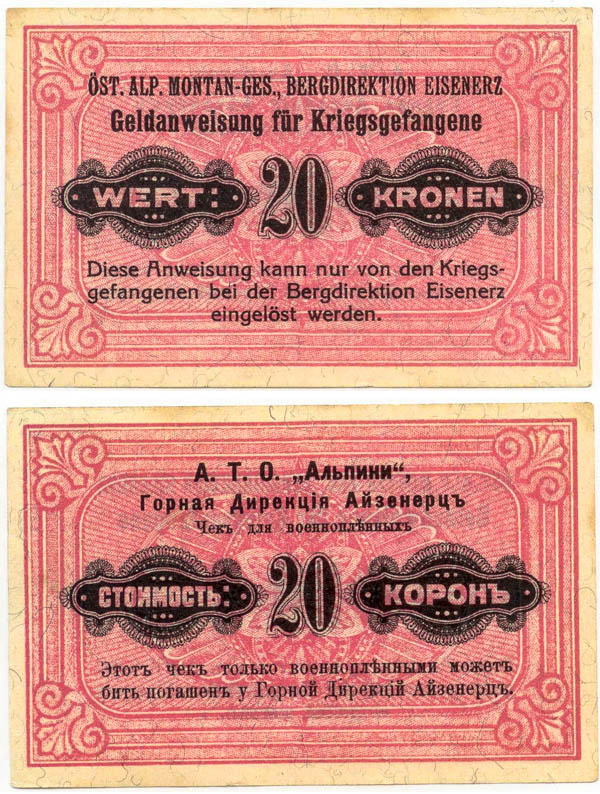 ÖST. ALP. MONTAN-GES., BERGDIREKTION EISENERZ
Geldanweisung für Kriegsgefangene
WERT: 20 KRONEN
Diese Anweisung kann nur von den Kriegs-
gefangenen bei der Bergdirektion Eisenerz
eingelöst werden.
А. Т. О. „Альпини“,
Горная Дирекція Айзенерцъ
Чекъ для военноплѣнныхъ
СТОИМОСТЬ: 20 КОРОНЪ
Этотъ чекъ только военноплѣнными можетъ
бить погашенъ у Горной Дирекцій Айзенерцъ.